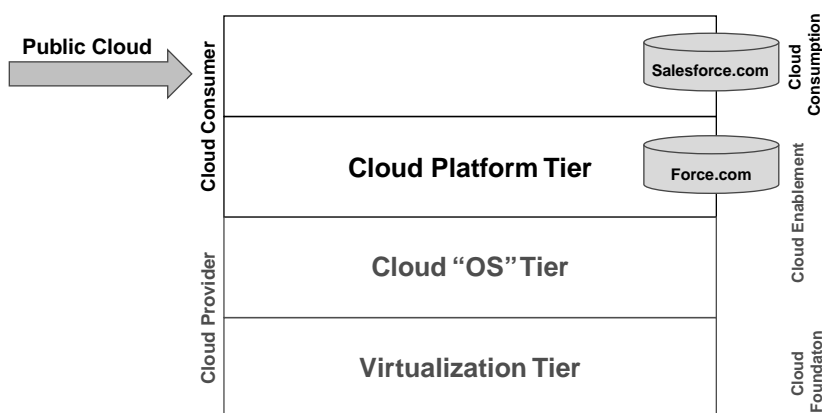 Public Cloud
Cloud Consumer
Salesforce.com
Cloud
Consumption
Cloud Platform Tier
Force.com
Cloud Enablement
Cloud Provider
Cloud “OS” Tier
Virtualization Tier
Cloud
Foundaton